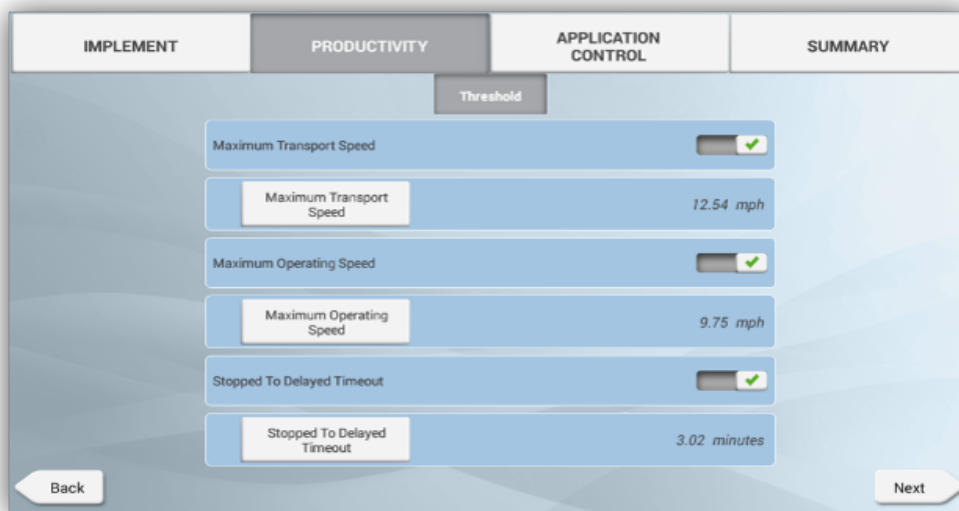 IMPLEMENT
PRODUCTIVITY
APPLICATION
CONTROL
SUMMARY
Threshold
Maximum Transport Speed
Maximum Transport
Speed
12.54 mph
Maximum Operating Speed
Maximum Operating
Speed
9.75 mph
Stopped To Delayed Timeout
Stopped To Delayed
Timeout
3.02 minutes
Back
Next